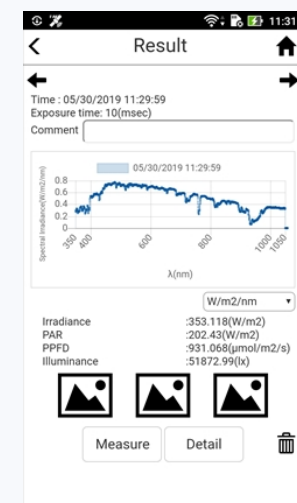 11:31
Result
Time : 05/30/2019 11:29:59
Exposure time: 10(msec)
Comment
05/30/2019 11:29:59
Spectral Irradiance(W/m2/nm)
0.8
0.6
0.4
0.2
0
350
400
600
800
1000
1050
λ(nm)
W/m2/nm
Irradiance :353.118(W/m2)
PAR :202.43(W/m2)
PPFD :931.068(μmol/m2/s)
Illuminance :51872.99(lx)
Measure Detail